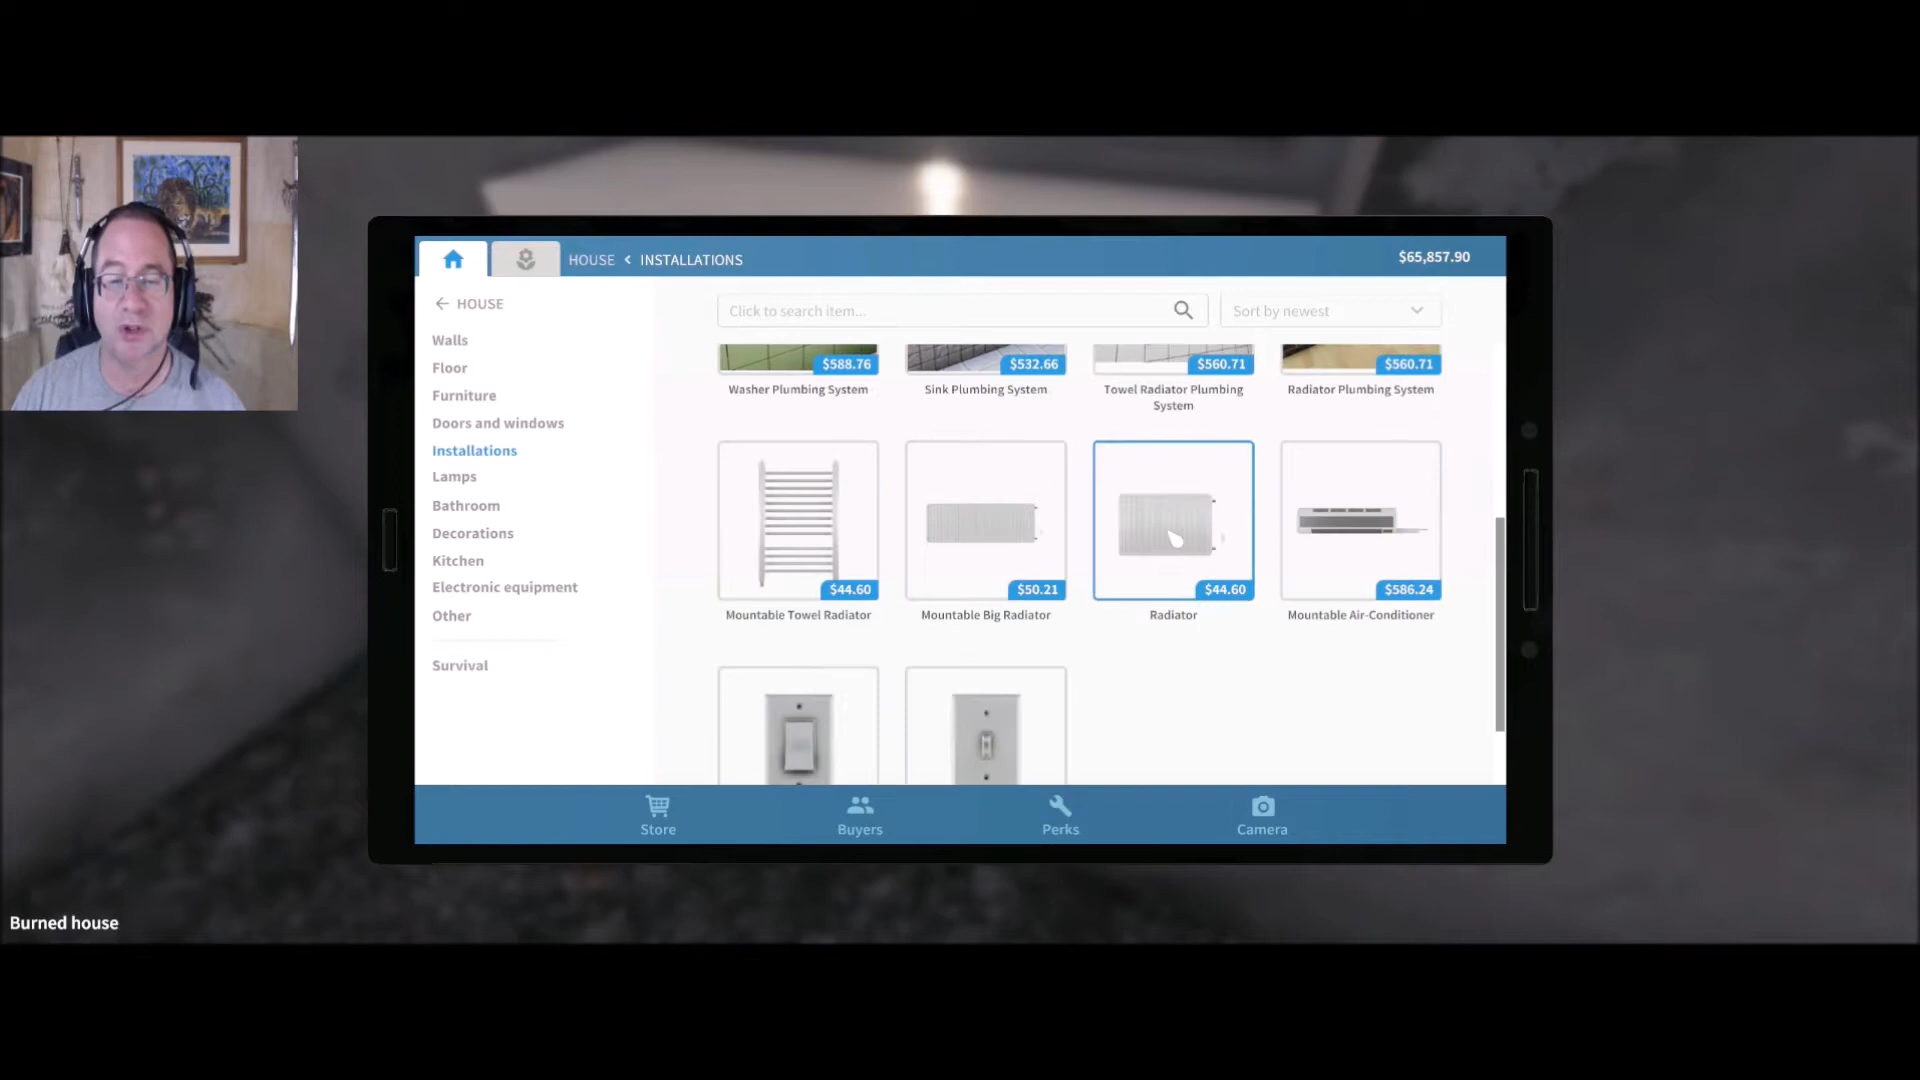 HOUSE < INSTALLATIONS
$65,857.90
HOUSE
Click to search item...
Sort by newest
Walls
Floor
Furniture
Doors and windows
Installations
Lamps
Bathroom
Decorations
Kitchen
Electronic equipment
Other
Survival
$588.76
$532.66
$560.71
$560.71
Washer Plumbing System
Sink Plumbing System
Towel Radiator Plumbing
System
Radiator Plumbing System
$44.60
$50.21
$44.60
$586.24
Mountable Towel Radiator
Mountable Big Radiator
Radiator
Mountable Air-Conditioner
Store
Buyers
Perks
Camera
Burned house